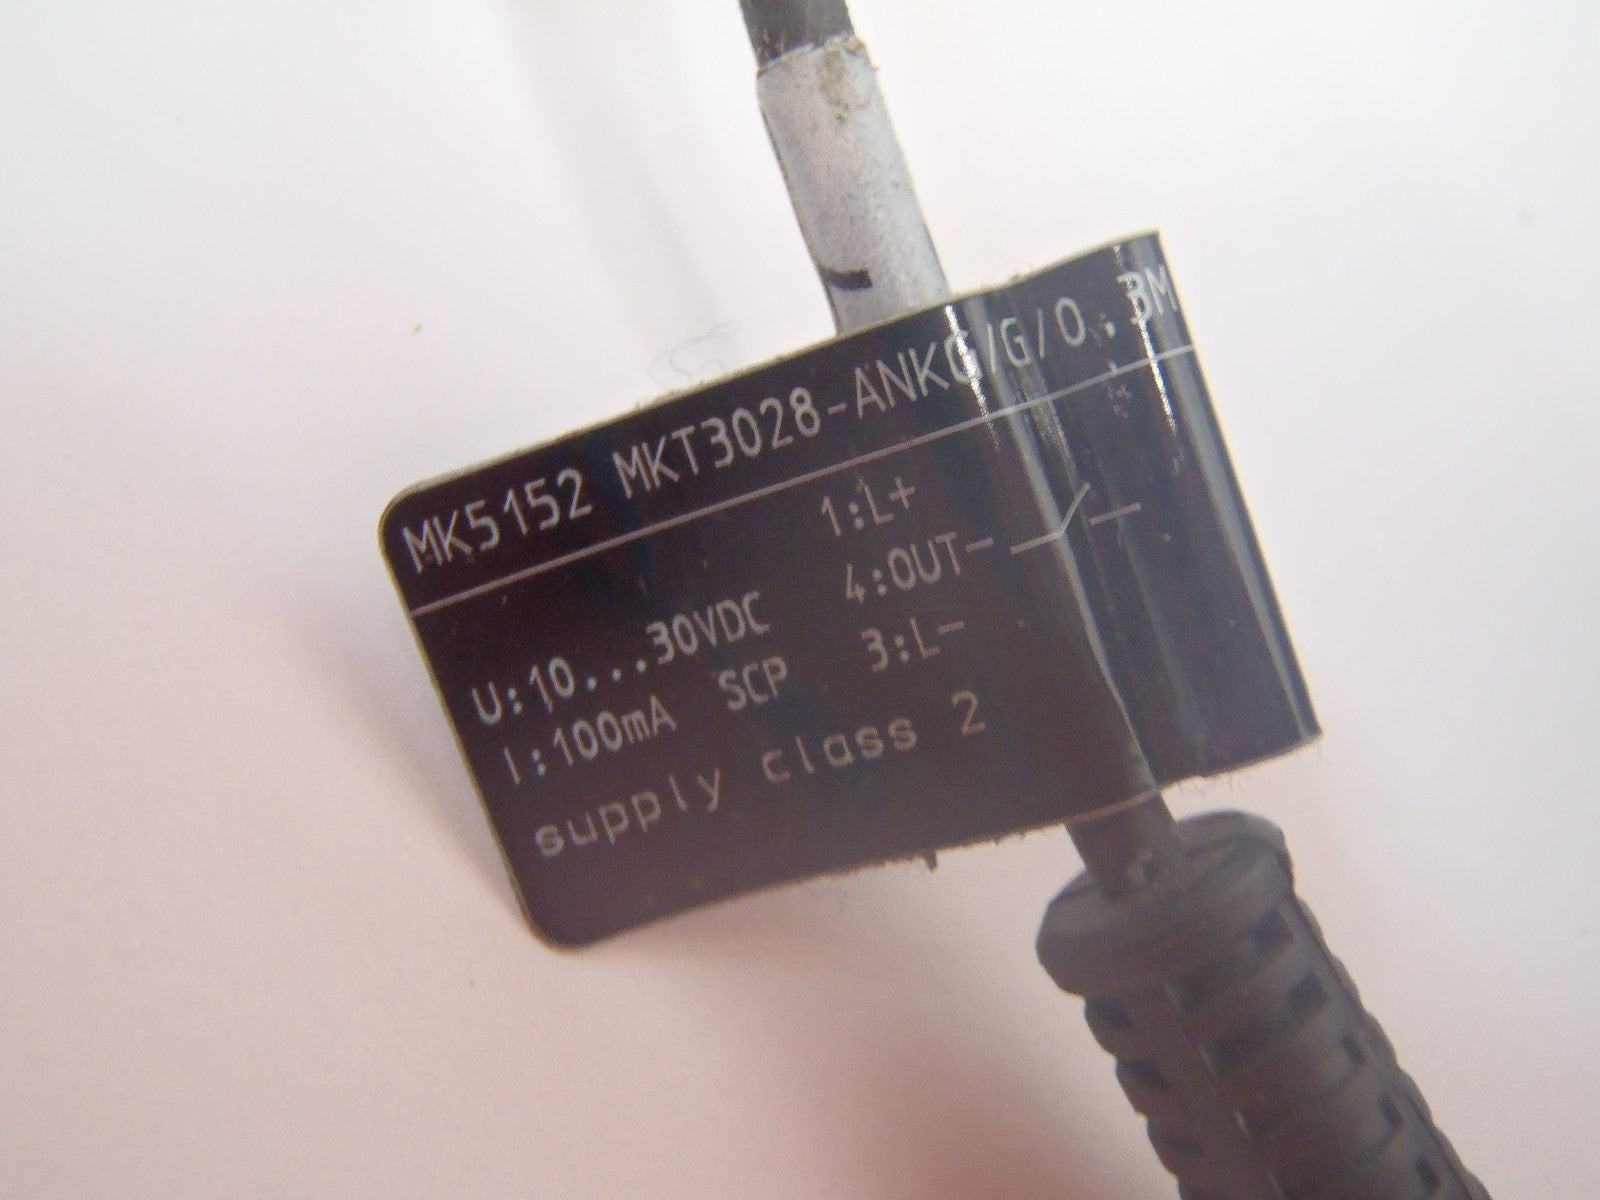 MK5152 MKT3028-ANKG/G/0.3M
1:L+
U:10...30VDC 4:OUT
I:100mA SCP 3:L-
supply class 2